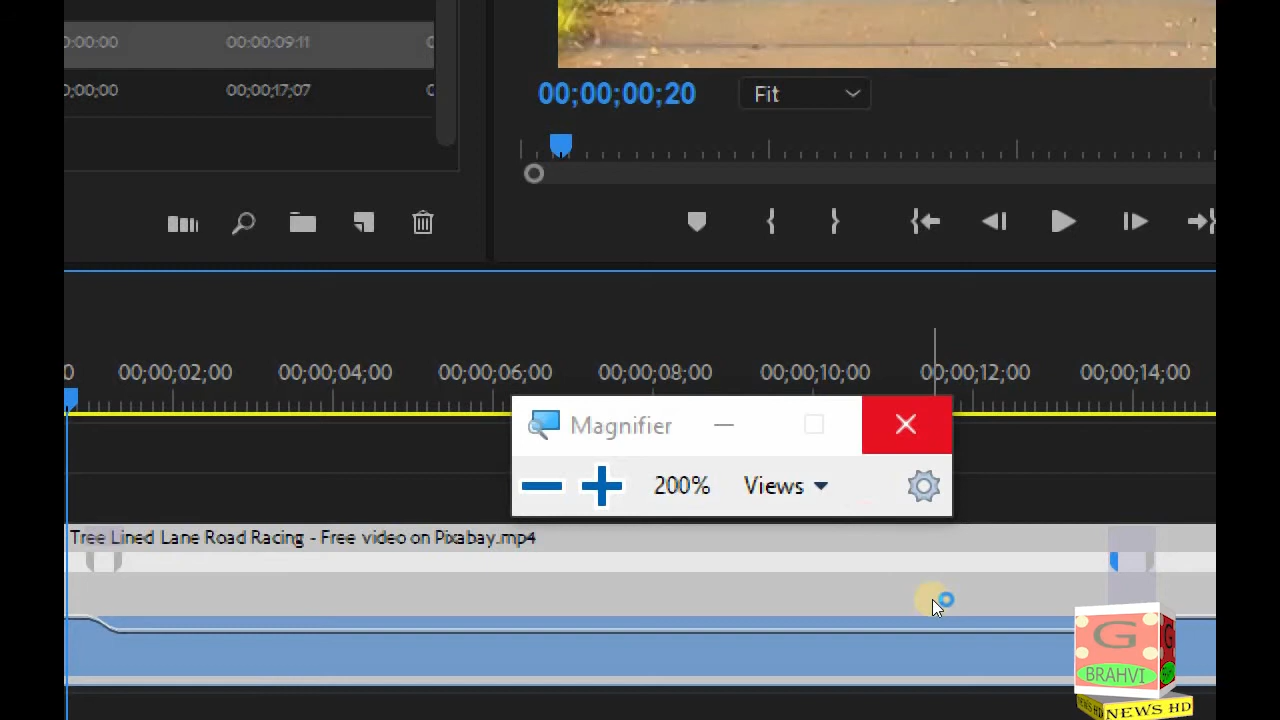 0:00:00 00:00:09:11
0;00;00 00;00;17;07
00;00;00;20 Fit
0 00;00;02;00 00;00;04;00 00;00;06;00 00;00;08;00 00;00;10;00 00;00;12;00 00;00;14;00
Magnifier
200% Views
Tree Lined Lane Road Racing - Free video on Pixabay.mp4
G
G
BRAHVI
NEWS HD